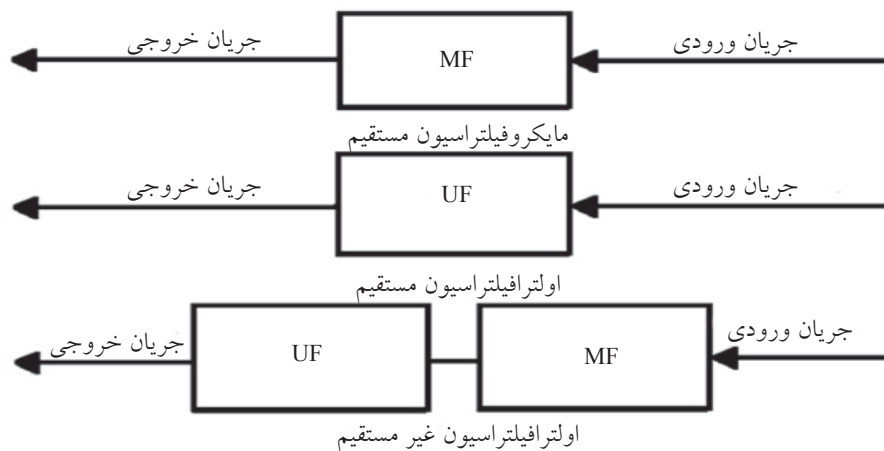 جریان ورودی
MF
جریان خروجی
مایکروفیلتراسیون مستقیم
جریان ورودی
UF
جریان خروجی
اولترافیلتراسیون مستقیم
جریان ورودی
MF
UF
جریان خروجی
اولترافیلتراسیون غیر مستقیم